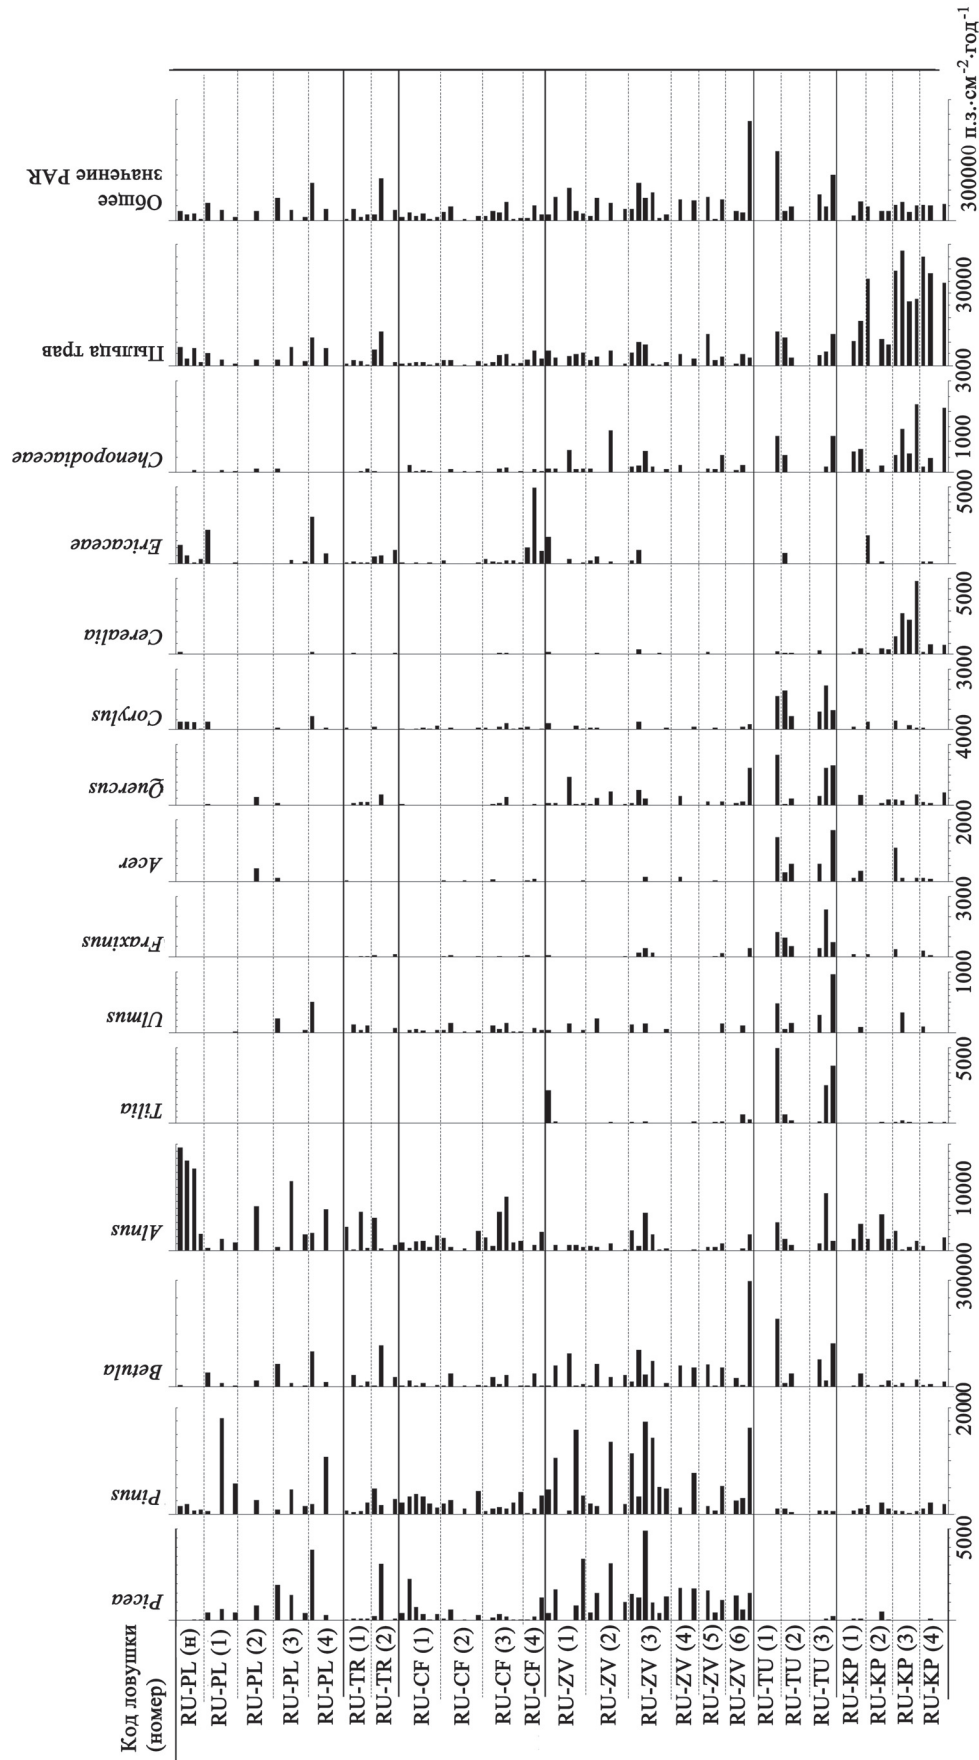 Код ловушки
(номер)
Picea
Pinus
Betula
Alnus
Tilia
Ulmus
Fraxinus
Acer
Quercus
Corylus
Cerealia
Ericaceae
Chenopodiaceae
Пыльца трав
Общее
значение PAR
RU-PL (н)
RU-PL (1)
RU-PL (2)
RU-PL (3)
RU-PL (4)
RU-TR (1)
RU-TR (2)
RU-CF (1)
RU-CF (2)
RU-CF (3)
RU-CF (4)
RU-ZV (1)
RU-ZV (2)
RU-ZV (3)
RU-ZV (4)
RU-ZV (5)
RU-ZV (6)
RU-TU (1)
RU-TU (2)
RU-TU (3)
RU-KP (1)
RU-KP (2)
RU-KP (3)
RU-KP (4)
5000
20000
300000
10000
5000
1000
3000
2000
4000
3000
5000
5000
1000
3000
30000
300000 п.з.·см⁻²·год⁻¹